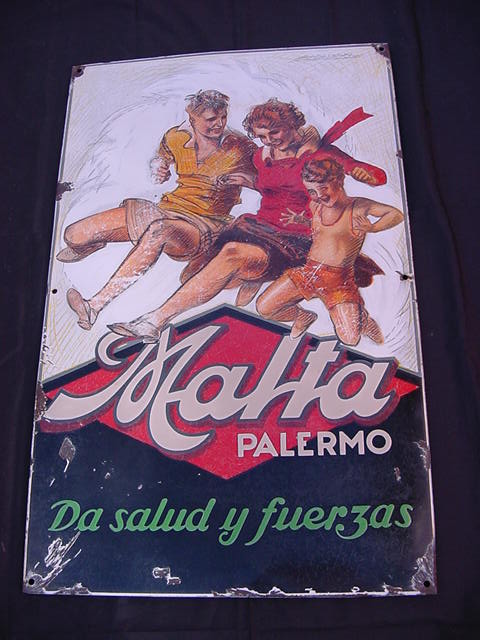 Malta
PALERMO
Da salud y fuerzas